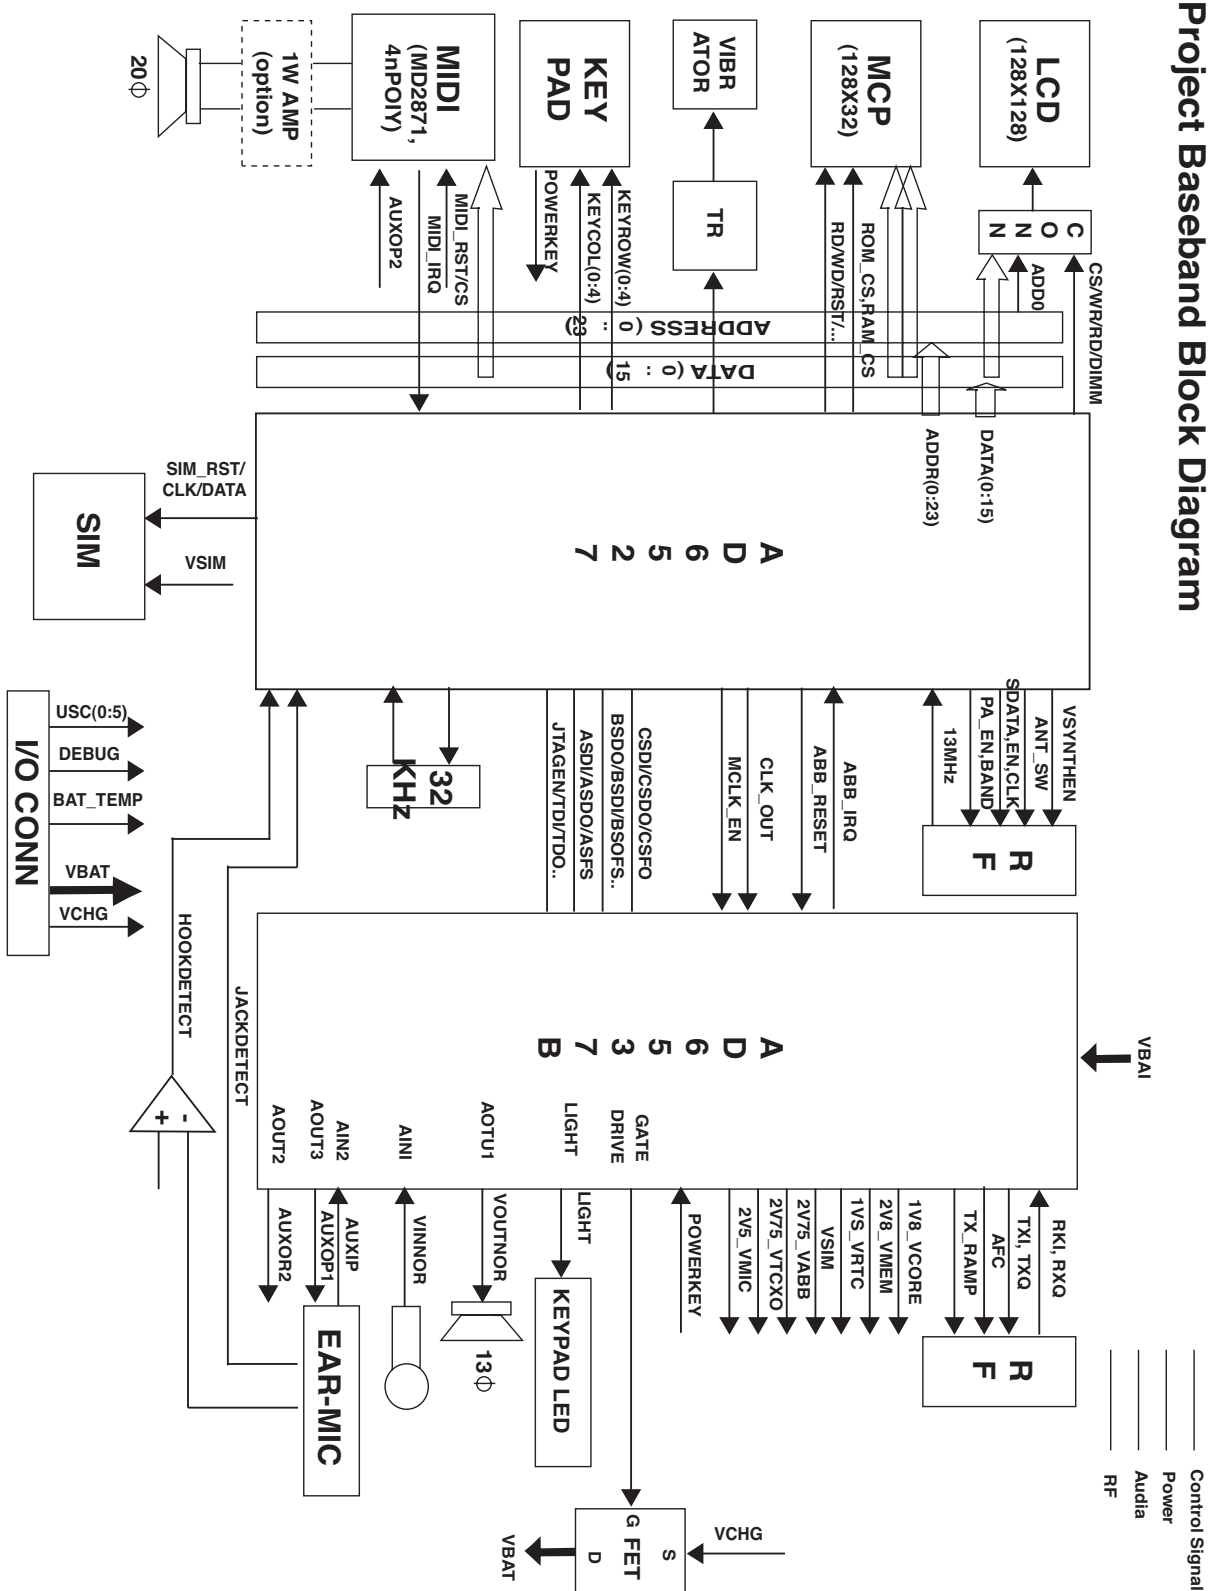 Project Baseband Block Diagram
LCD
(128X128)
C
O
N
N
CS/WR/RD/DIMM
ADD0
MCP
(128X32)
ROM_CS,RAM_CS
RD/WD/RST/...
VIBR
ATOR
TR
KEY
PAD
KEYROW(0:4)
KEYCOL(0:4)
POWERKEY
MIDI
(MD2871,
4nPOIY)
MIDI_RST/CS
MIDI_IRQ
AUXOP2
1W AMP
(option)
20Φ
ADDRESS (0 : 23)
DATA (0 : 15)
DATA(0:15)
ADDR(0:23)
A
D
6
5
2
7
SIM_RST/
CLK/DATA
VSIM
SIM
VSYNTHEN
ANT_SW
SDATA,EN,CLK
PA_EN,BAND
13MHz
R
F
ABB_IRQ
ABB_RESET
CLK_OUT
MCLK_EN
CSDI/CSDO/CSFO
BSDO/BSDI/BSOFS..
ASDI/ASDO/ASFS
JTAGEN/TDI/TDO..
32
KHz
I/O CONN
USC(0:5)
DEBUG
BAT_TEMP
VBAT
VCHG
HOOKDETECT
JACKDETECT
+
-
VBAI
A
D
6
5
3
7
B
GATE
DRIVE
LIGHT
AOTU1
AINI
AIN2
AOUT3
AOUT2
RKI, RXQ
TXI, TXQ
AFC
TX_RAMP
R
F
1V8_VCORE
2V8_VMEM
1VS_VRTC
VSIM
2V75_VABB
2V75_VTCXO
2V5_VMIC
POWERKEY
LIGHT
KEYPAD LED
VOUTNOR
13Φ
VINNOR
AUXIP
AUXOP1
AUXOR2
EAR-MIC
VCHG
S
G
FET
D
VBAT
Control Signal
Power
Audia
RF